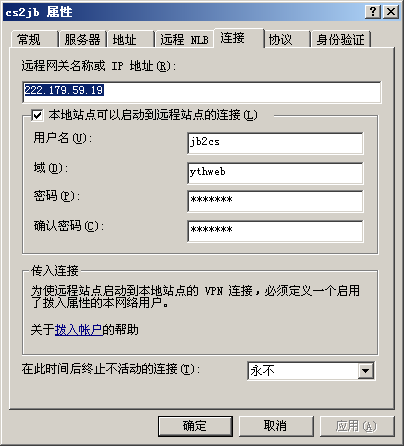 cs2jb 属性
常规 服务器 地址 远程 NLB 连接 协议 身份验证
远程网关名称或 IP 地址(R):
222.179.59.19
本地站点可以启动到远程站点的连接(L)
用户名(U): jb2cs
域(D): ythweb
密码(P): *******
确认密码(C): *******
传入连接
为使远程站点启动到本地站点的 VPN 连接，必须定义一个启用
了拨入属性的本网络用户。
关于拨入帐户的帮助
在此时间后终止不活动的连接(T): 永不
确定 取消 应用(A)